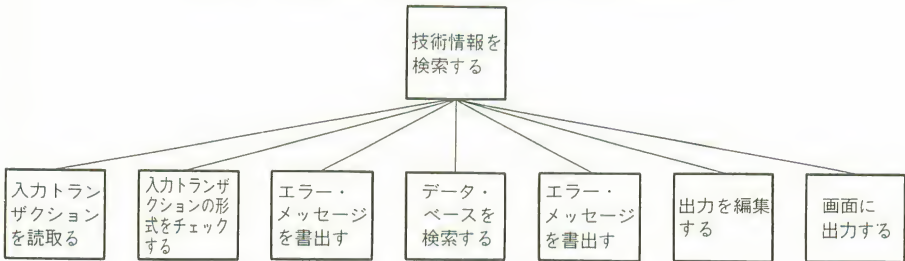 技術情報を
検索する
入力トラン
ザクション
を読取る
入力トランザ
クションの形
式をチェック
する
エラー・
メッセージ
を書出す
データ・
ベースを
検索する
エラー・
メッセージ
を書出す
出力を編集
する
画面に
出力する